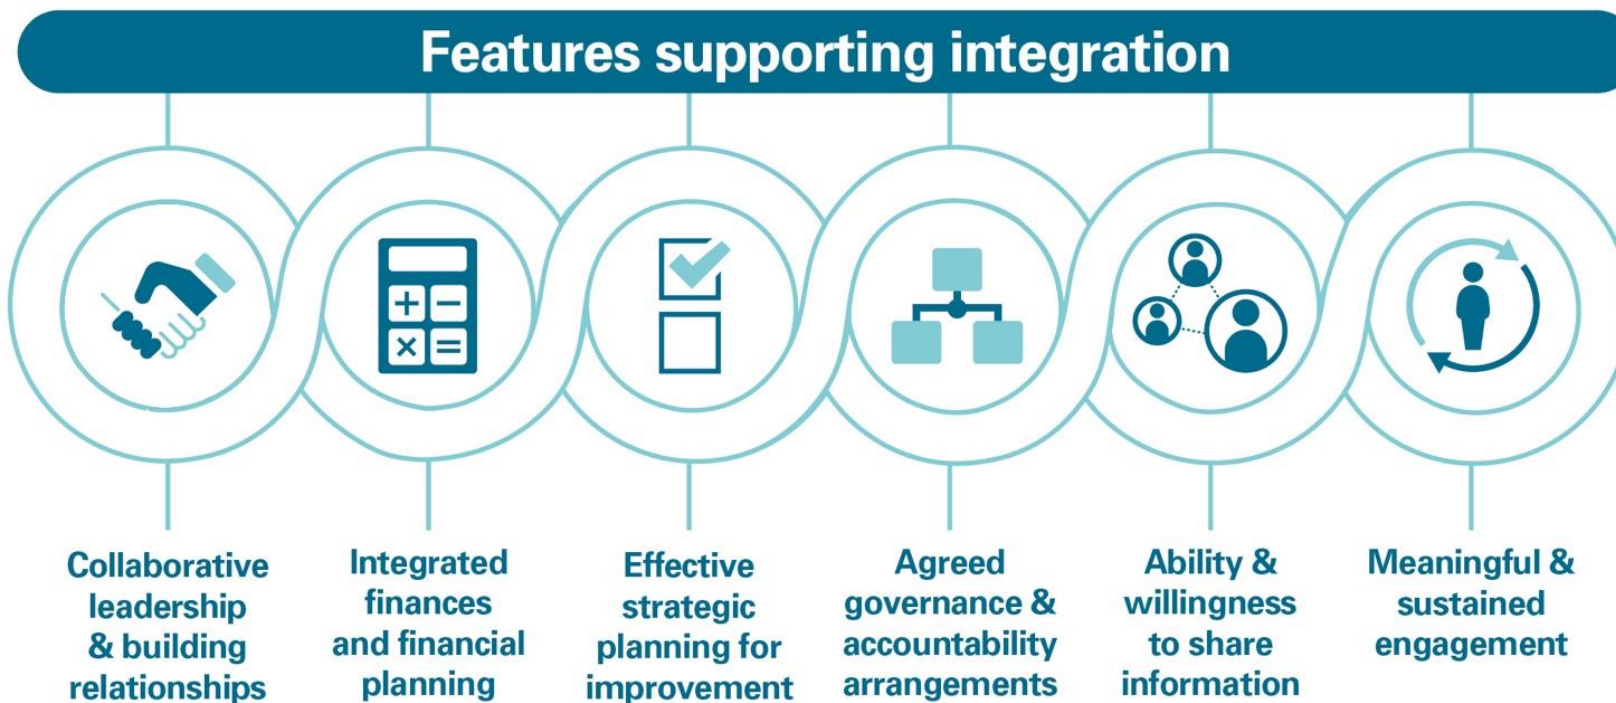 Features supporting integration
Collaborative
leadership
& building
relationships
Integrated
finances
and financial
planning
Effective
strategic
planning for
improvement
Agreed
governance &
accountability
arrangements
Ability &
willingness
to share
information
Meaningful &
sustained
engagement